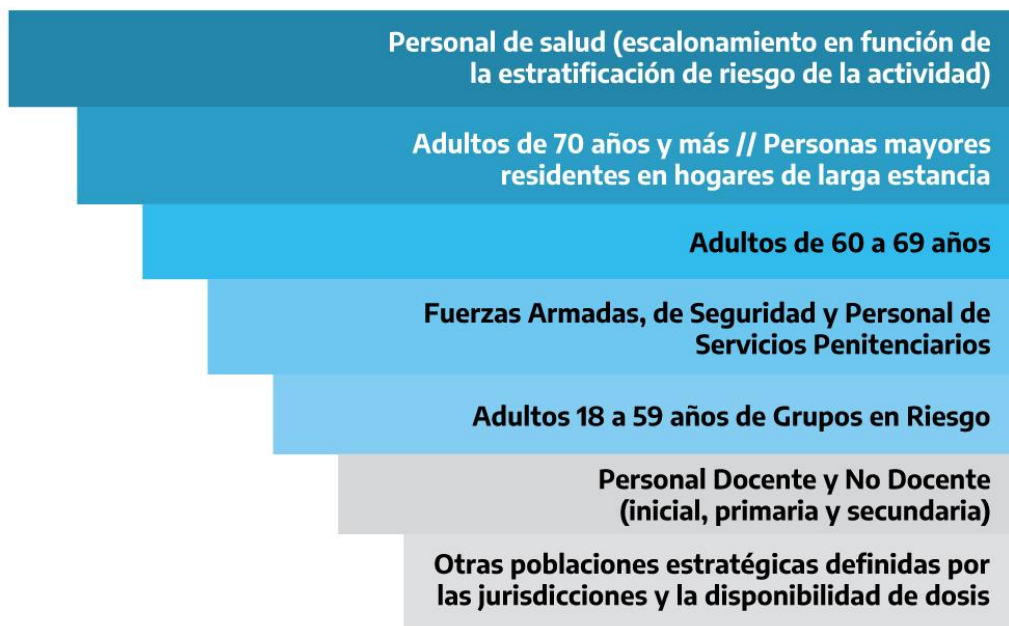 Personal de salud (escalonamiento en función de
la estratificación de riesgo de la actividad)
Adultos de 70 años y más // Personas mayores
residentes en hogares de larga estancia
Adultos de 60 a 69 años
Fuerzas Armadas, de Seguridad y Personal de
Servicios Penitenciarios
Adultos 18 a 59 años de Grupos en Riesgo
Personal Docente y No Docente
(inicial, primaria y secundaria)
Otras poblaciones estratégicas definidas por
las jurisdicciones y la disponibilidad de dosis